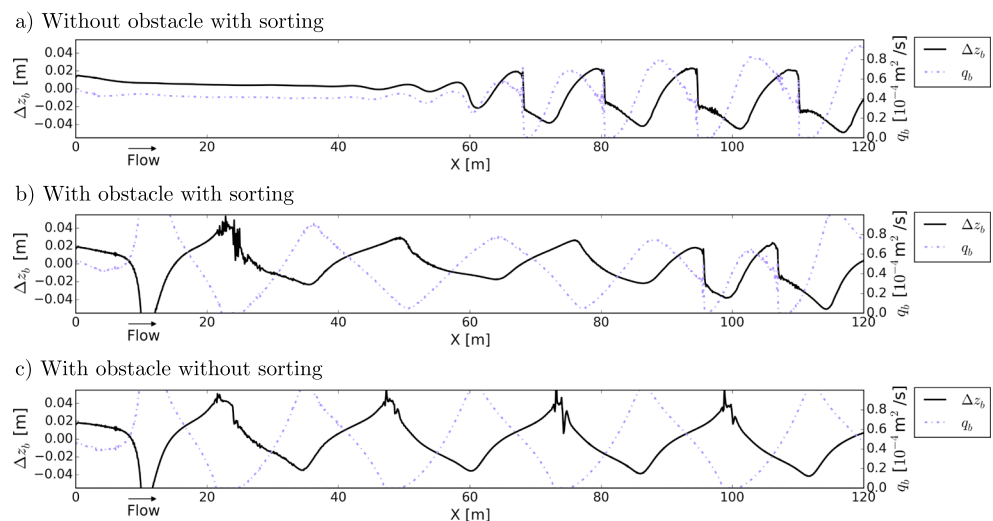 a) Without obstacle with sorting
Δz_b [m]
0.04
0.02
0.00
−0.02
−0.04
0.8
0.6
0.4
0.2
0.0
q_b [10⁻⁴ m²/s]
Δz_b
q_b
0 20 40 60 80 100 120
Flow
X [m]
b) With obstacle with sorting
Δz_b [m]
0.04
0.02
0.00
−0.02
−0.04
0.8
0.6
0.4
0.2
0.0
q_b [10⁻⁴ m²/s]
Δz_b
q_b
0 20 40 60 80 100 120
Flow
X [m]
c) With obstacle without sorting
Δz_b [m]
0.04
0.02
0.00
−0.02
−0.04
0.8
0.6
0.4
0.2
0.0
q_b [10⁻⁴ m²/s]
Δz_b
q_b
0 20 40 60 80 100 120
Flow
X [m]